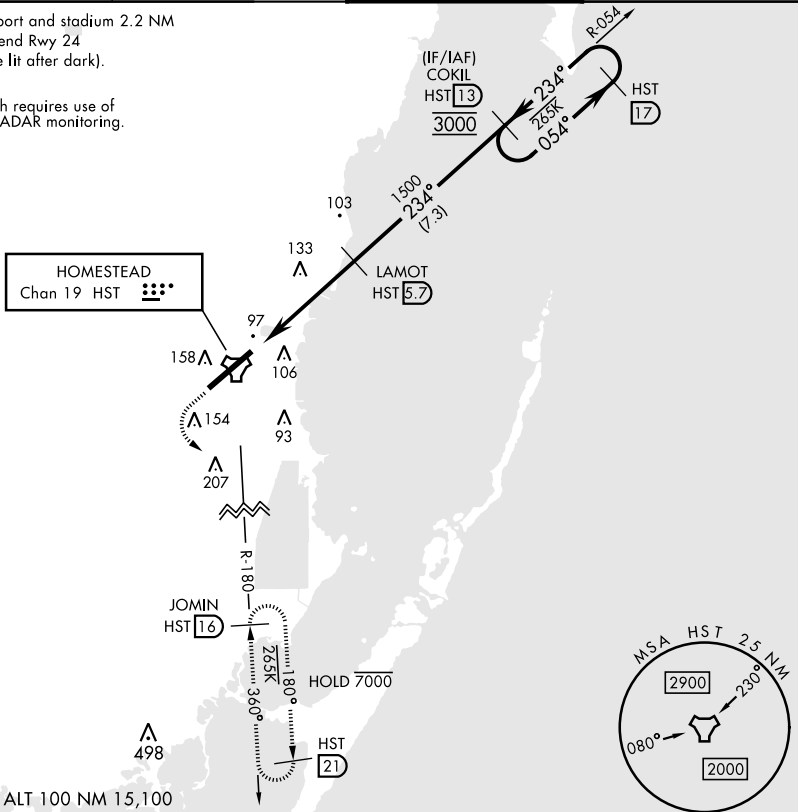 port and stadium 2.2 NM
end Rwy 24
e lit after dark).
h requires use of
ADAR monitoring.
R-054
(IF/IAF)
COKIL
HST 13
3000
234°
265K
054°
HST
17
1500
234°
(7.3)
103
133
LAMOT
HST 5.7
HOMESTEAD
Chan 19 HST
97
158
106
154
93
207
R-180
JOMIN
HST 16
265K
180°
360°
HOLD 7000
HST
21
498
MSA HST 25 NM
2900
230°
080°
2000
ALT 100 NM 15,100